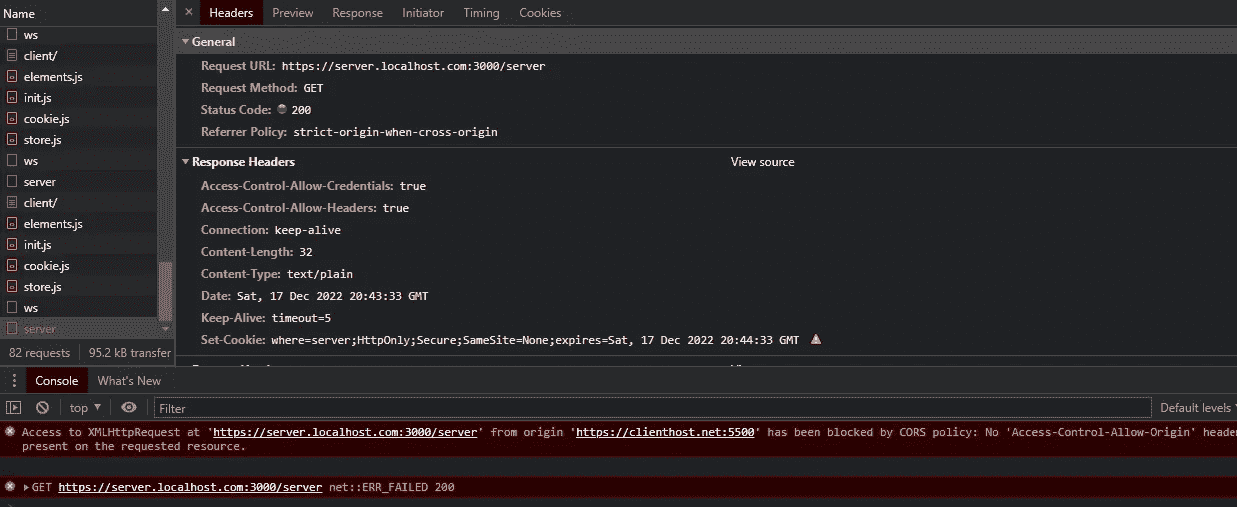 Name
ws
client/
elements.js
init.js
cookie.js
store.js
ws
server
client/
elements.js
init.js
cookie.js
store.js
ws
server
82 requests 95.2 kB transfer
× Headers Preview Response Initiator Timing Cookies
General
Request URL: https://server.localhost.com:3000/server
Request Method: GET
Status Code: 200
Referrer Policy: strict-origin-when-cross-origin
Response Headers View source
Access-Control-Allow-Credentials: true
Access-Control-Allow-Headers: true
Connection: keep-alive
Content-Length: 32
Content-Type: text/plain
Date: Sat, 17 Dec 2022 20:43:33 GMT
Keep-Alive: timeout=5
Set-Cookie: where=server;HttpOnly;Secure;SameSite=None;expires=Sat, 17 Dec 2022 20:44:33 GMT
Console What's New
top Filter Default levels
Access to XMLHttpRequest at 'https://server.localhost.com:3000/server' from origin 'https://clienthost.net:5500' has been blocked by CORS policy: No 'Access-Control-Allow-Origin' heade
present on the requested resource.
GET https://server.localhost.com:3000/server net::ERR_FAILED 200